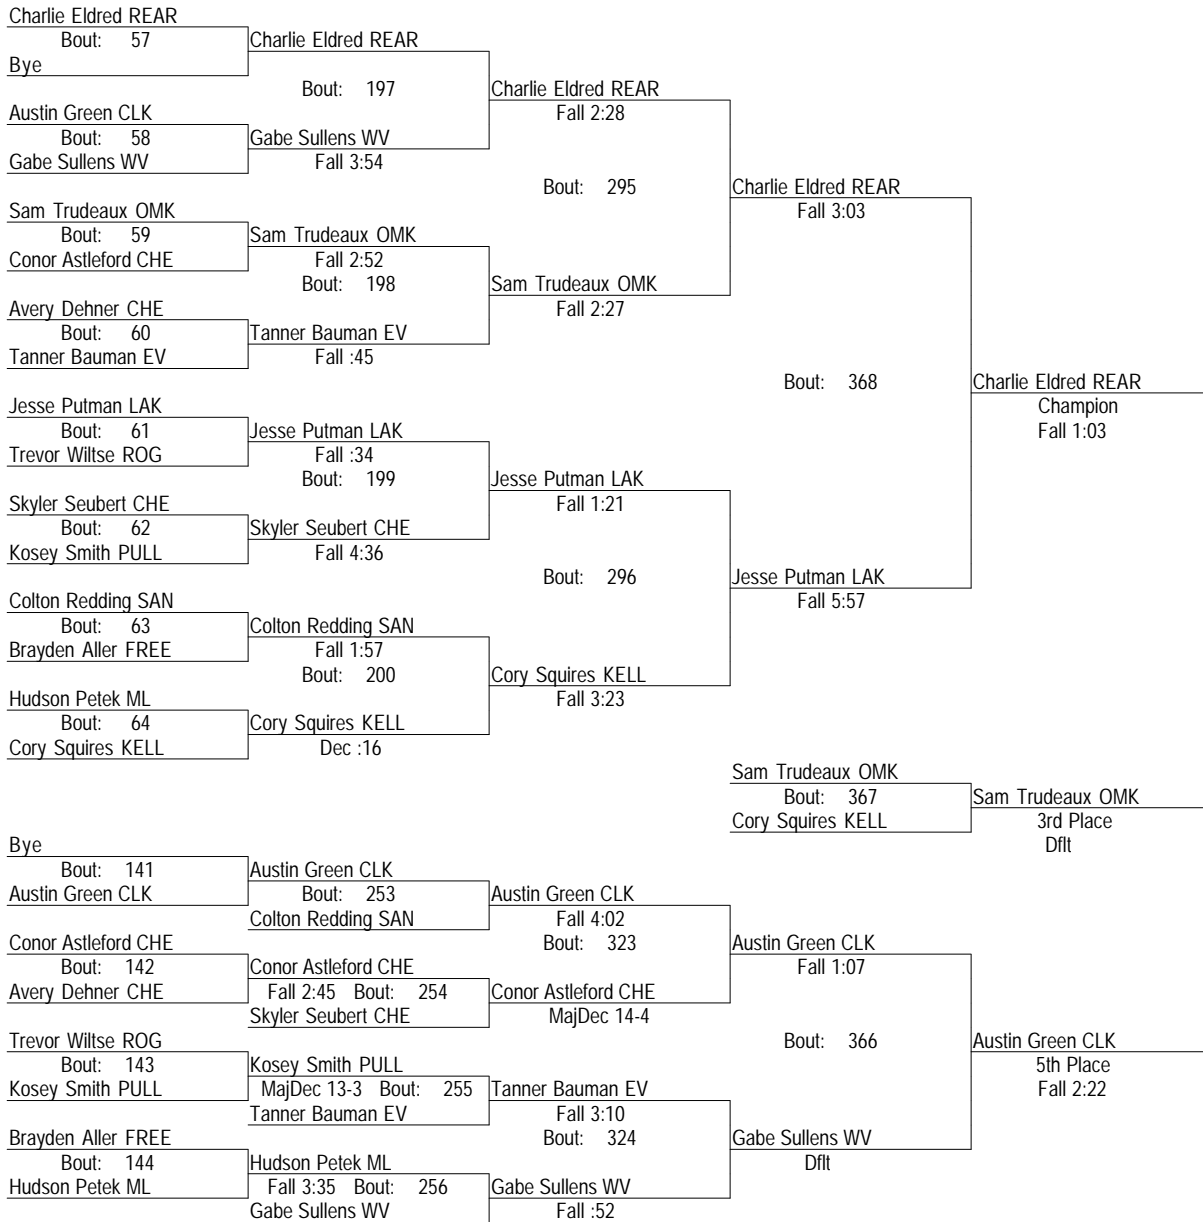 Charlie Eldred REAR
Bout: 57
Charlie Eldred REAR
Bye
Bout: 197
Charlie Eldred REAR
Austin Green CLK
Fall 2:28
Bout: 58
Gabe Sullens WV
Gabe Sullens WV
Fall 3:54
Bout: 295
Charlie Eldred REAR
Sam Trudeaux OMK
Fall 3:03
Bout: 59
Sam Trudeaux OMK
Conor Astleford CHE
Fall 2:52
Bout: 198
Sam Trudeaux OMK
Avery Dehner CHE
Fall 2:27
Bout: 60
Tanner Bauman EV
Tanner Bauman EV
Fall :45
Bout: 368
Charlie Eldred REAR
Jesse Putman LAK
Champion
Bout: 61
Jesse Putman LAK
Fall 1:03
Trevor Wiltse ROG
Fall :34
Bout: 199
Jesse Putman LAK
Skyler Seubert CHE
Fall 1:21
Bout: 62
Skyler Seubert CHE
Kosey Smith PULL
Fall 4:36
Bout: 296
Jesse Putman LAK
Colton Redding SAN
Fall 5:57
Bout: 63
Colton Redding SAN
Brayden Aller FREE
Fall 1:57
Bout: 200
Cory Squires KELL
Hudson Petek ML
Fall 3:23
Bout: 64
Cory Squires KELL
Cory Squires KELL
Dec :16
Sam Trudeaux OMK
Bout: 367
Sam Trudeaux OMK
Cory Squires KELL
3rd Place
Dflt
Bye
Bout: 141
Austin Green CLK
Austin Green CLK
Bout: 253
Austin Green CLK
Colton Redding SAN
Fall 4:02
Conor Astleford CHE
Bout: 323
Austin Green CLK
Bout: 142
Conor Astleford CHE
Fall 1:07
Avery Dehner CHE
Fall 2:45 Bout: 254
Conor Astleford CHE
Skyler Seubert CHE
MajDec 14-4
Trevor Wiltse ROG
Bout: 366
Austin Green CLK
Bout: 143
Kosey Smith PULL
5th Place
Kosey Smith PULL
MajDec 13-3 Bout: 255
Tanner Bauman EV
Fall 2:22
Tanner Bauman EV
Fall 3:10
Brayden Aller FREE
Bout: 324
Gabe Sullens WV
Bout: 144
Hudson Petek ML
Dflt
Hudson Petek ML
Fall 3:35 Bout: 256
Gabe Sullens WV
Gabe Sullens WV
Fall :52